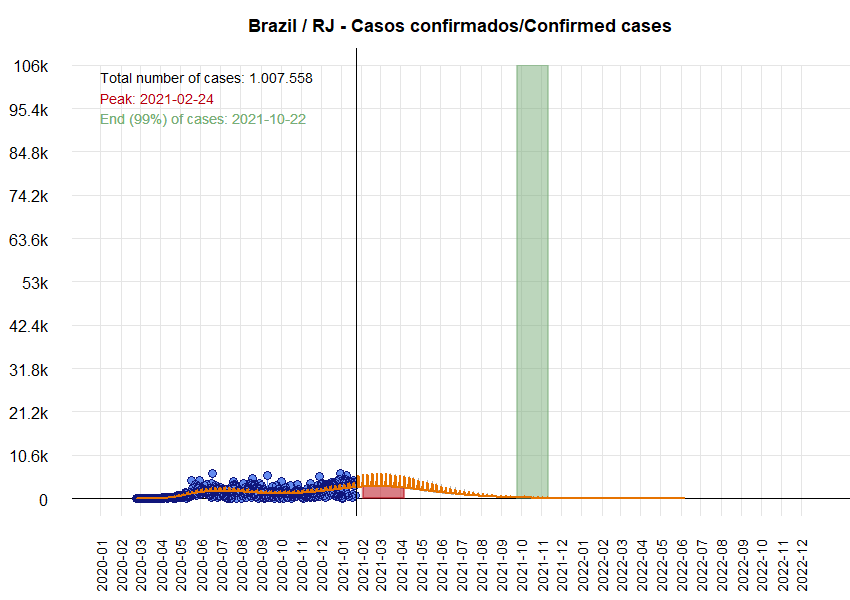 Brazil / RJ - Casos confirmados/Confirmed cases
Total number of cases: 1.007.558
Peak: 2021-02-24
End (99%) of cases: 2021-10-22
106k
95.4k
84.8k
74.2k
63.6k
53k
42.4k
31.8k
21.2k
10.6k
0
2020-01
2020-02
2020-03
2020-04
2020-05
2020-06
2020-07
2020-08
2020-09
2020-10
2020-11
2020-12
2021-01
2021-02
2021-03
2021-04
2021-05
2021-06
2021-07
2021-08
2021-09
2021-10
2021-11
2021-12
2022-01
2022-02
2022-03
2022-04
2022-05
2022-06
2022-07
2022-08
2022-09
2022-10
2022-11
2022-12